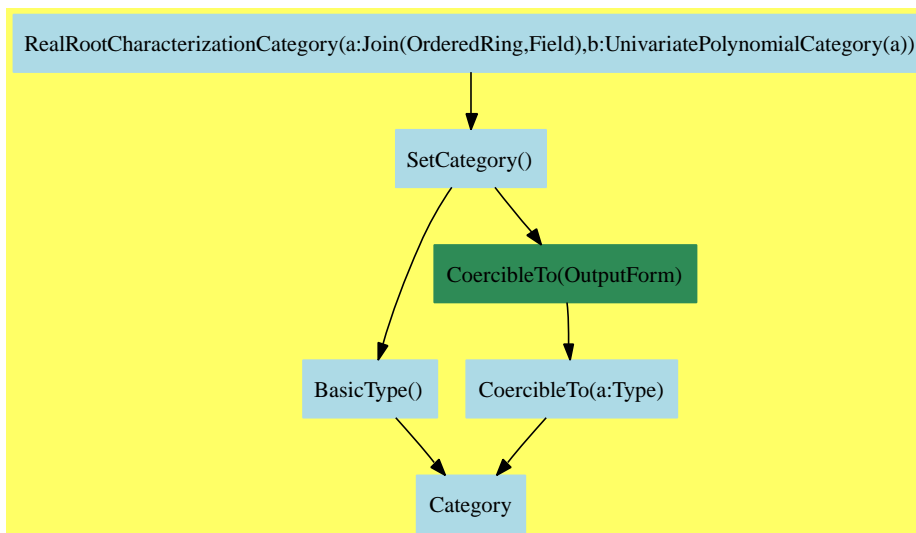 RealRootCharacterizationCategory(a:Join(OrderedRing,Field),b:UnivariatePolynomialCategory(a))
SetCategory()
CoercibleTo(OutputForm)
BasicType()
CoercibleTo(a:Type)
Category